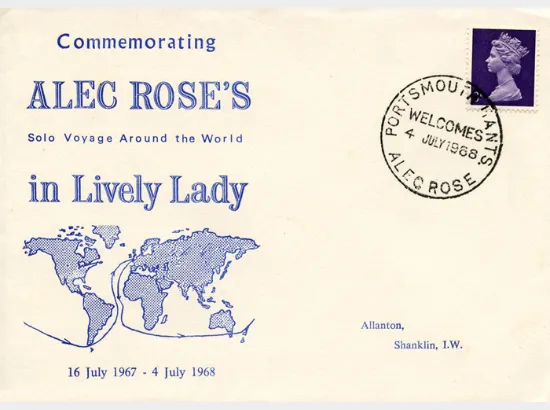 Commemorating
ALEC ROSE'S
Solo Voyage Around the World
in Lively Lady
16 July 1967 - 4 July 1968
PORTSMOUTH HANTS
WELCOMES
4 JULY 1968
ALEC ROSE
Allanton,
Shanklin, I.W.